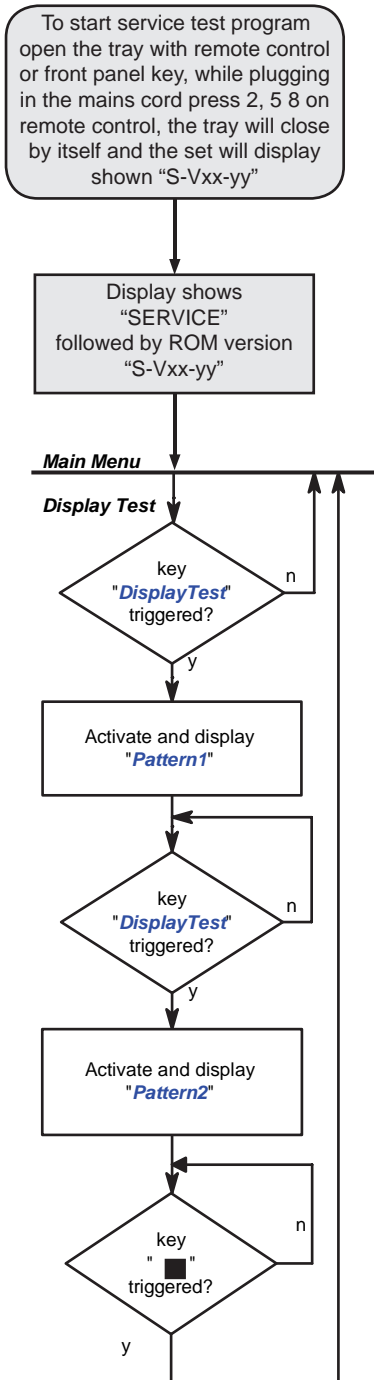 To start service test program
open the tray with remote control
or front panel key, while plugging
in the mains cord press 2, 5 8 on
remote control, the tray will close
by itself and the set will display
shown “S-Vxx-yy”
Display shows
“SERVICE”
followed by ROM version
“S-Vxx-yy”
Main Menu
Display Test
key
"DisplayTest"
triggered?
n
y
Activate and display
"Pattern1"
key
"DisplayTest"
triggered?
n
y
Activate and display
"Pattern2"
key
" ■ "
triggered?
n
y